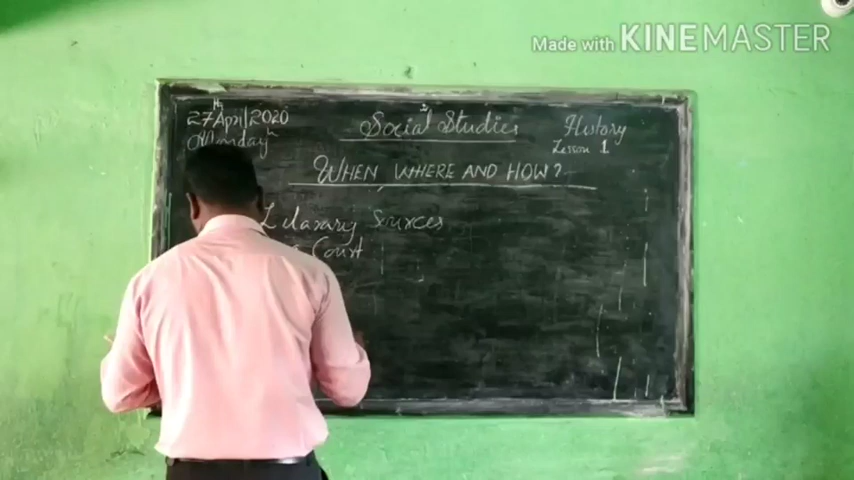 Made with KINEMASTER
27th April 2020 Social Studies History
Monday Lesson 1
WHEN WHERE AND HOW?
Literary Sources
Court